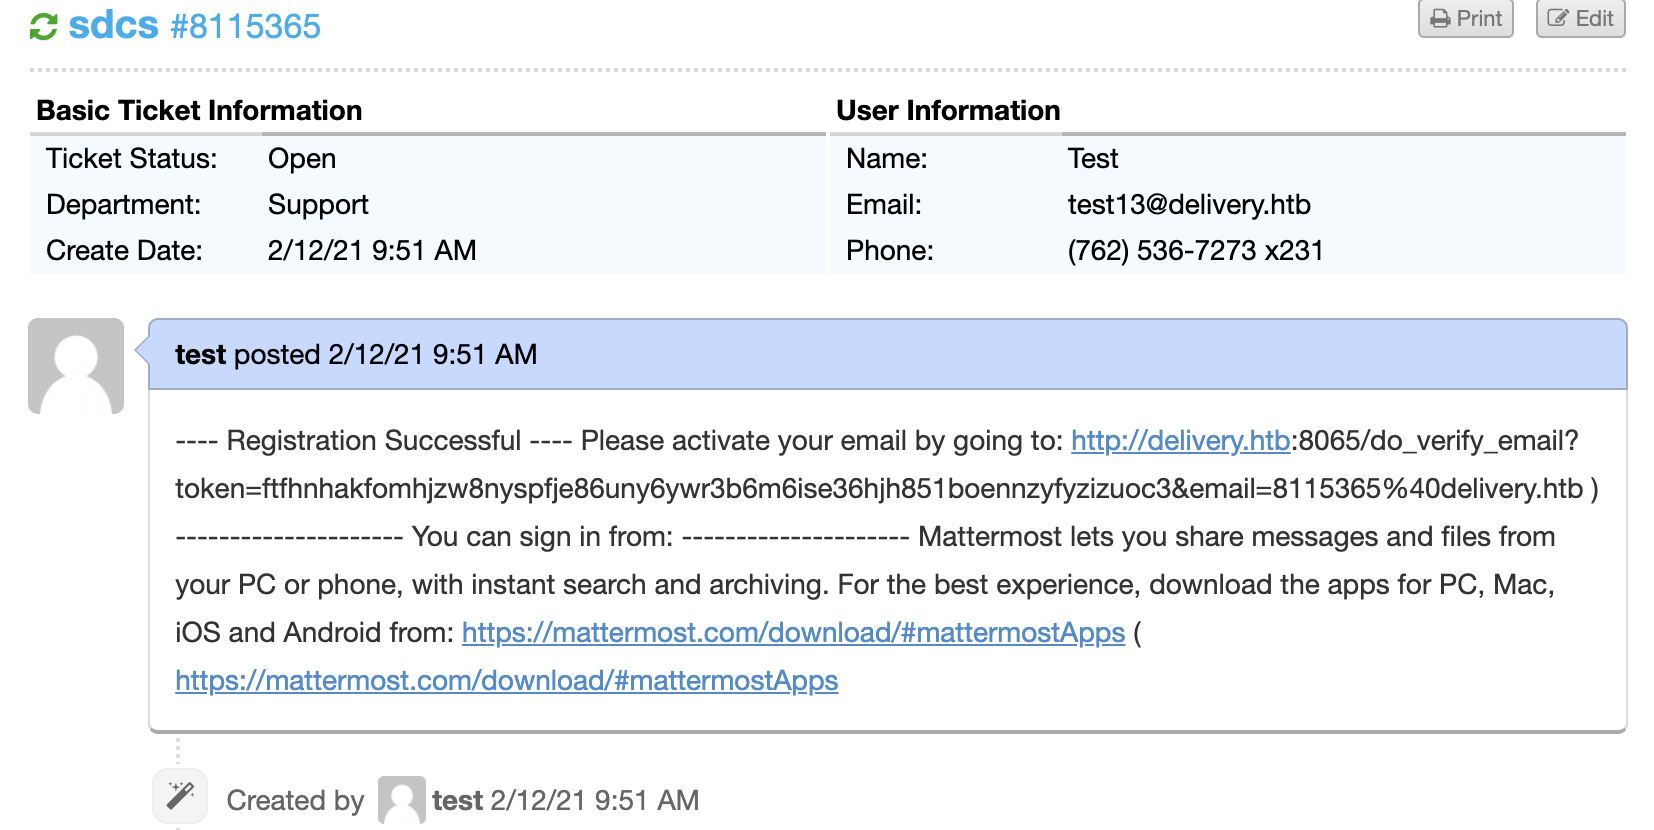 sdcs #8115365
Print
Edit
Basic Ticket Information
User Information
Ticket Status: Open
Name: Test
Department: Support
Email: test13@delivery.htb
Create Date: 2/12/21 9:51 AM
Phone: (762) 536-7273 x231
test posted 2/12/21 9:51 AM
---- Registration Successful ---- Please activate your email by going to: http://delivery.htb:8065/do_verify_email?
token=ftfhnhakfomhjzw8nyspfje86uny6ywr3b6m6ise36hjh851boennzyfyzizuoc3&email=8115365%40delivery.htb )
--------------------- You can sign in from: --------------------- Mattermost lets you share messages and files from
your PC or phone, with instant search and archiving. For the best experience, download the apps for PC, Mac,
iOS and Android from: https://mattermost.com/download/#mattermostApps (
https://mattermost.com/download/#mattermostApps
Created by test 2/12/21 9:51 AM